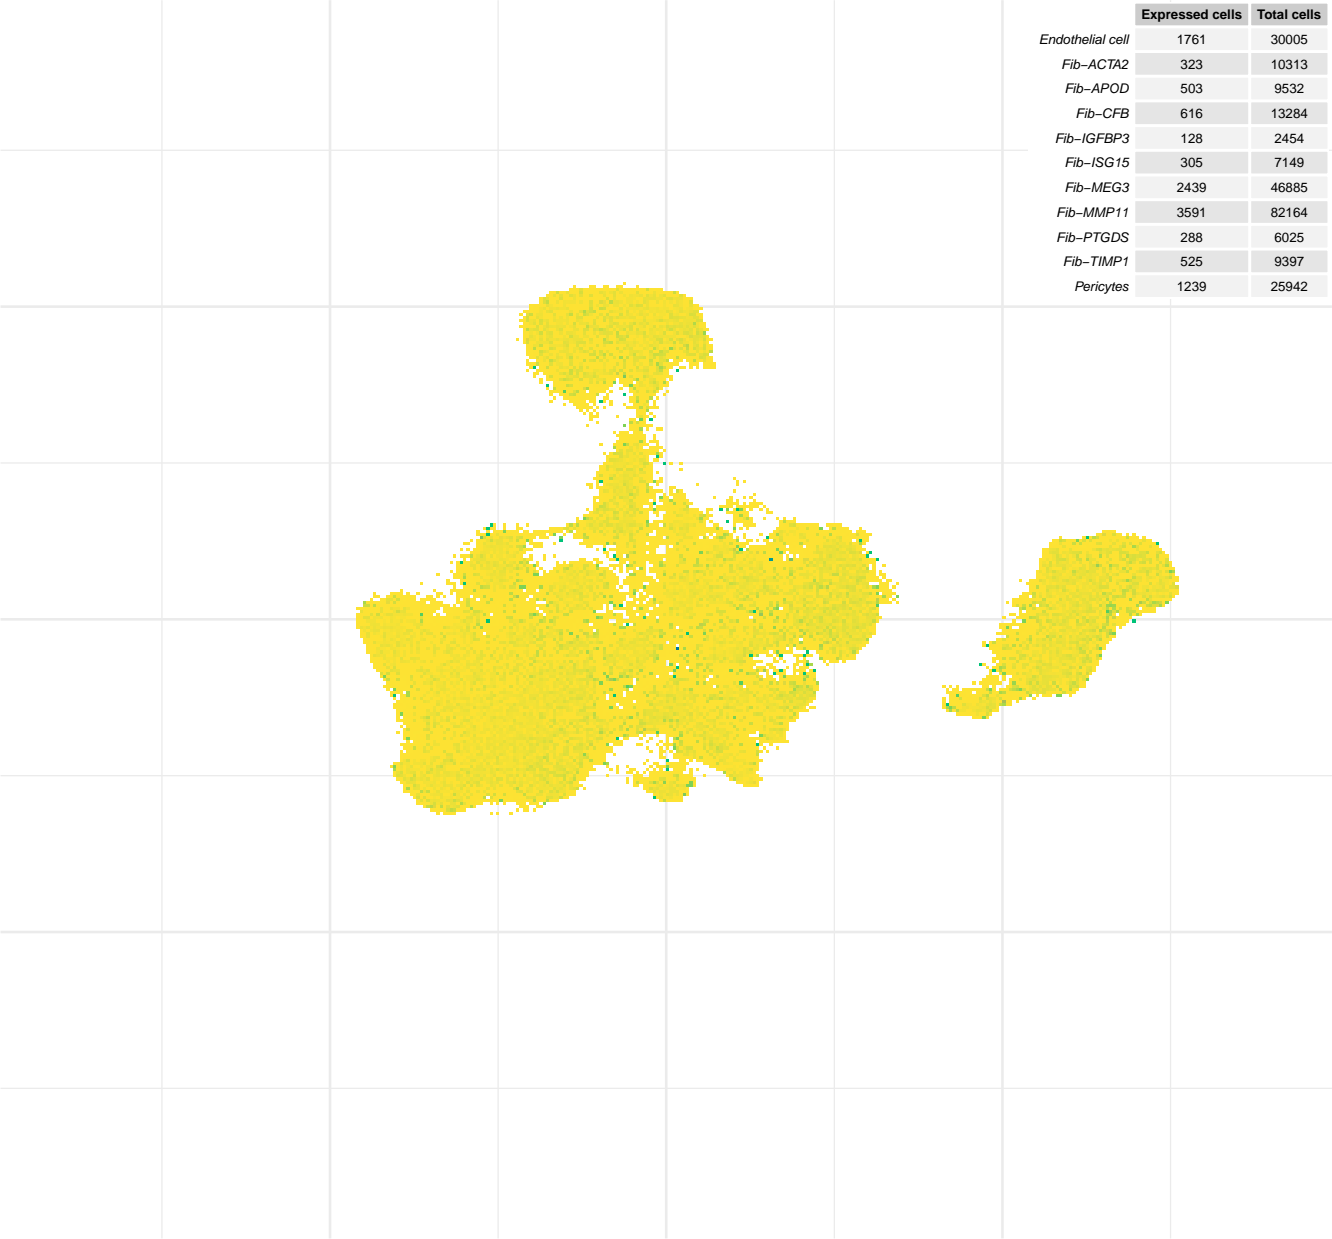 Expressed cells Total cells
Endothelial cell 1761 30005
Fib−ACTA2 323 10313
Fib−APOD 503 9532
Fib−CFB 616 13284
Fib−IGFBP3 128 2454
Fib−ISG15 305 7149
Fib−MEG3 2439 46885
Fib−MMP11 3591 82164
Fib−PTGDS 288 6025
Fib−TIMP1 525 9397
Pericytes 1239 25942